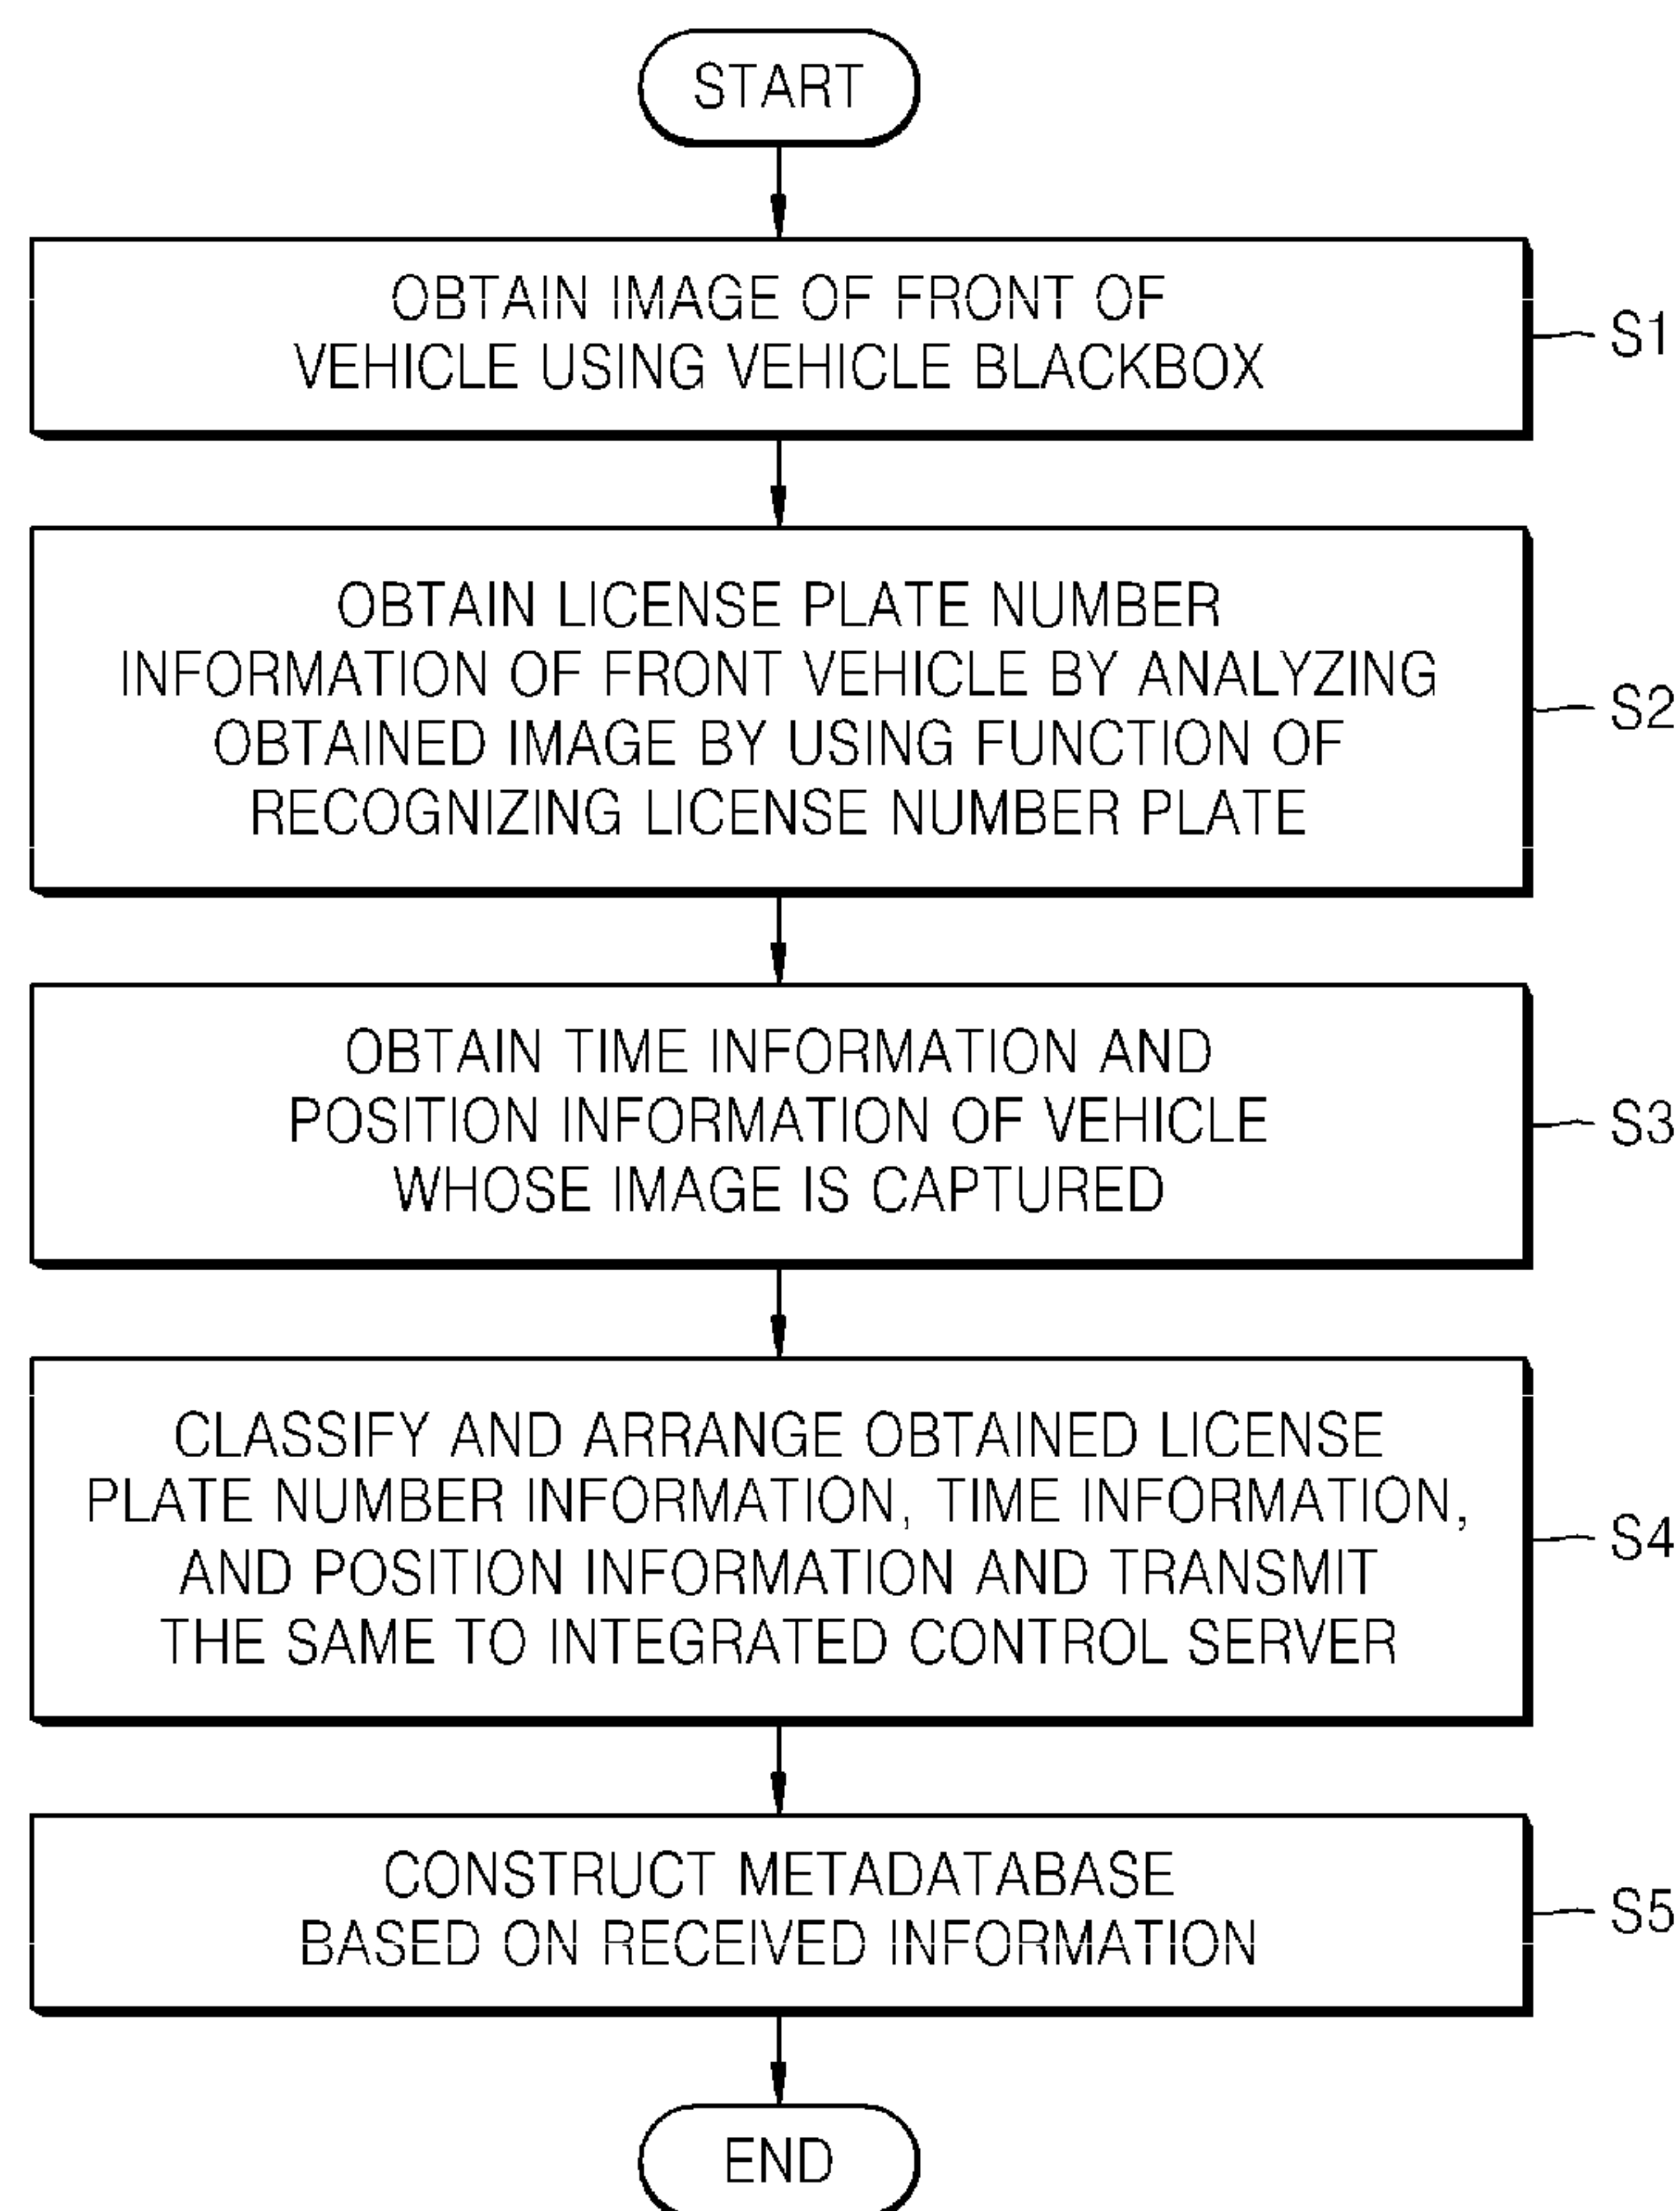 START
OBTAIN IMAGE OF FRONT OF
VEHICLE USING VEHICLE BLACKBOX
S1
OBTAIN LICENSE PLATE NUMBER
INFORMATION OF FRONT VEHICLE BY ANALYZING
OBTAINED IMAGE BY USING FUNCTION OF
RECOGNIZING LICENSE NUMBER PLATE
S2
OBTAIN TIME INFORMATION AND
POSITION INFORMATION OF VEHICLE
WHOSE IMAGE IS CAPTURED
S3
CLASSIFY AND ARRANGE OBTAINED LICENSE
PLATE NUMBER INFORMATION, TIME INFORMATION,
AND POSITION INFORMATION AND TRANSMIT
THE SAME TO INTEGRATED CONTROL SERVER
S4
CONSTRUCT METADATABASE
BASED ON RECEIVED INFORMATION
S5
END